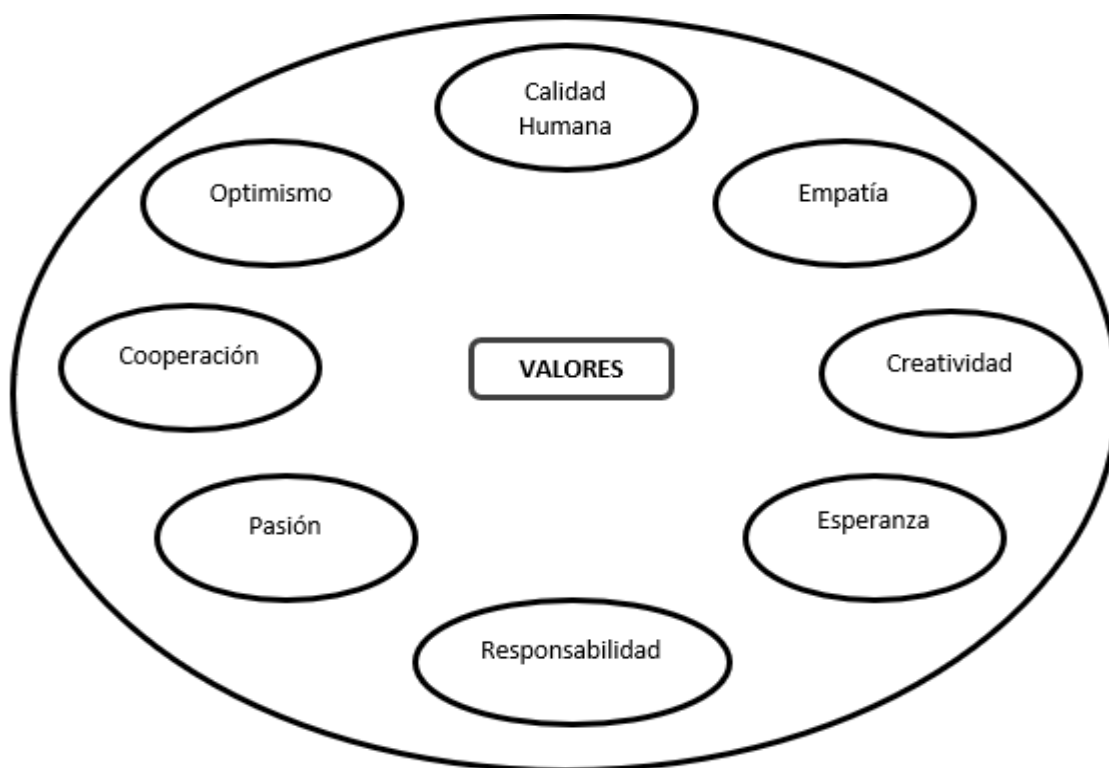 Calidad
Humana
Optimismo
Empatía
Cooperación
VALORES
Creatividad
Pasión
Esperanza
Responsabilidad